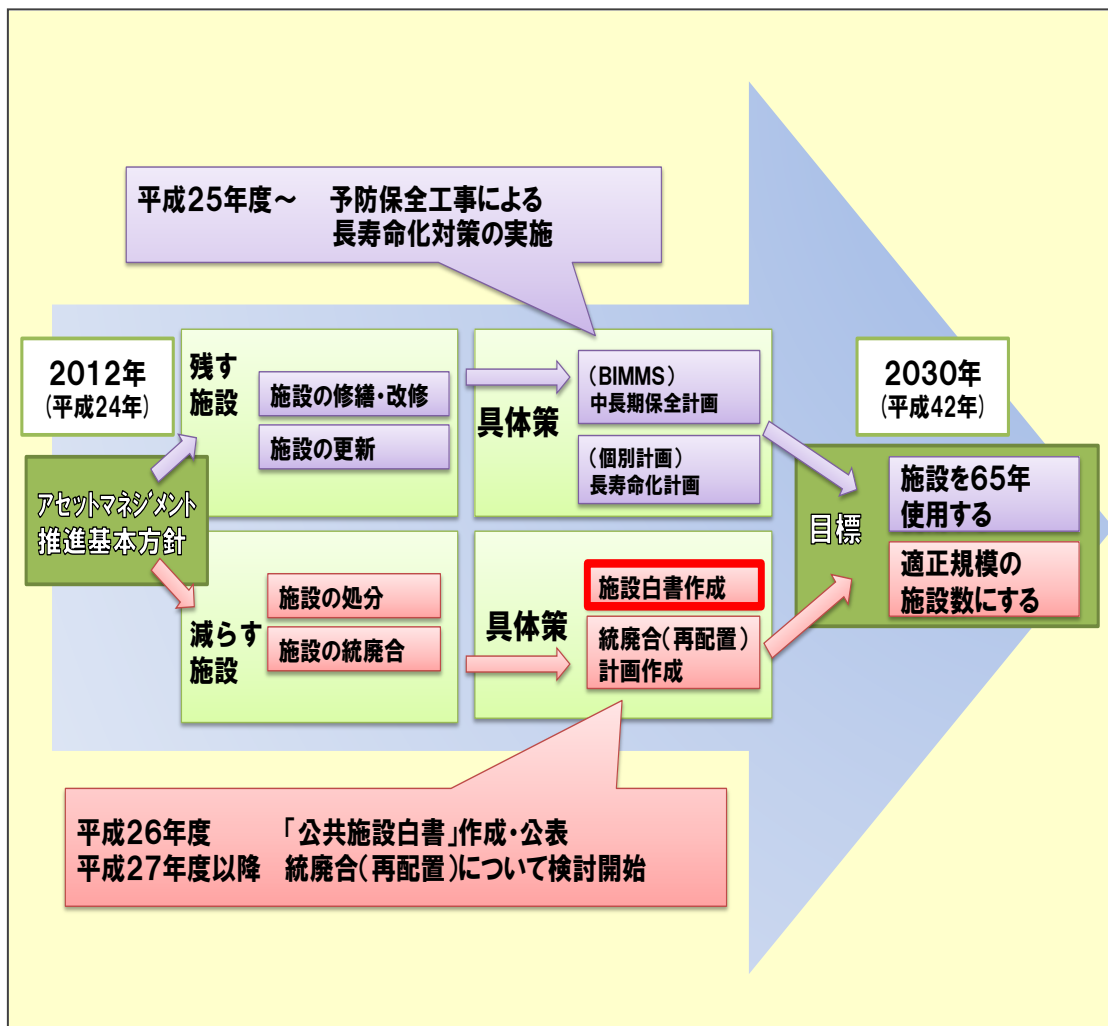 平成25年度～　予防保全工事による
長寿命化対策の実施
2012年
(平成24年)
アセットマネジメント
推進基本方針
残す
施設
施設の修繕・改修
施設の更新
具体策
(BIMMS)
中長期保全計画
(個別計画)
長寿命化計画
減らす
施設
施設の処分
施設の統廃合
具体策
施設白書作成
統廃合(再配置)
計画作成
2030年
(平成42年)
目標
施設を65年
使用する
適正規模の
施設数にする
平成26年度　「公共施設白書」作成・公表
平成27年度以降　統廃合(再配置)について検討開始